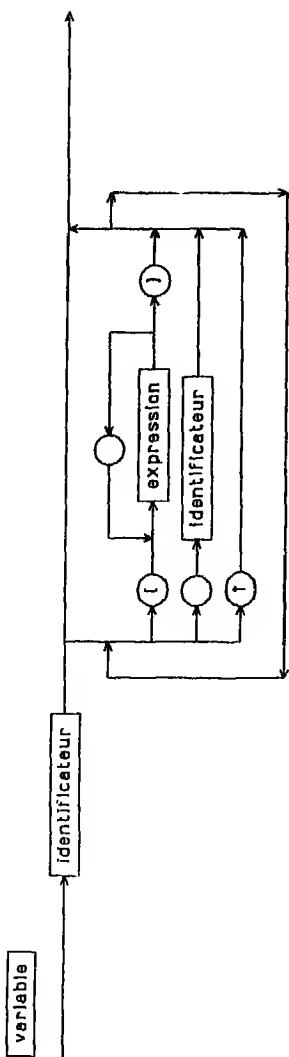 variable
identificateur
[
expression
]
identificateur
↑